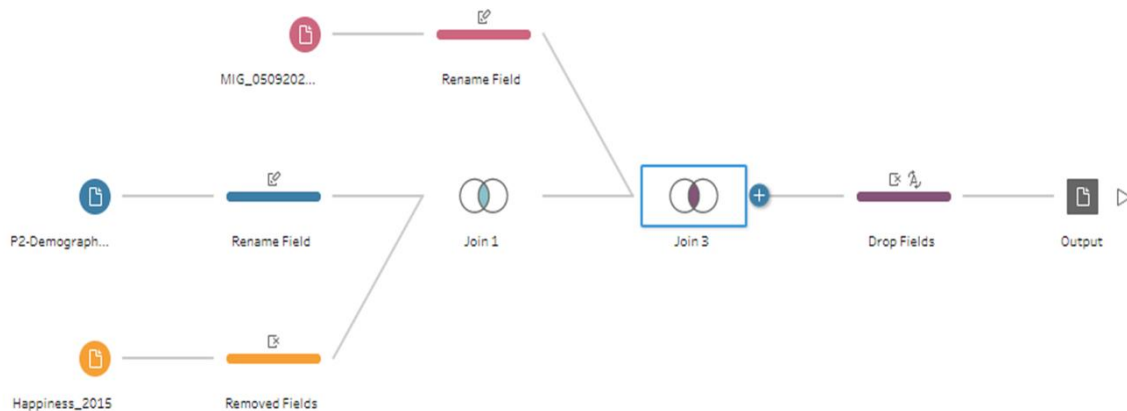 MIG_0509202...
Rename Field
P2-Demograph...
Rename Field
Join 1
Join 3
Drop Fields
Output
Happiness_2015
Removed Fields